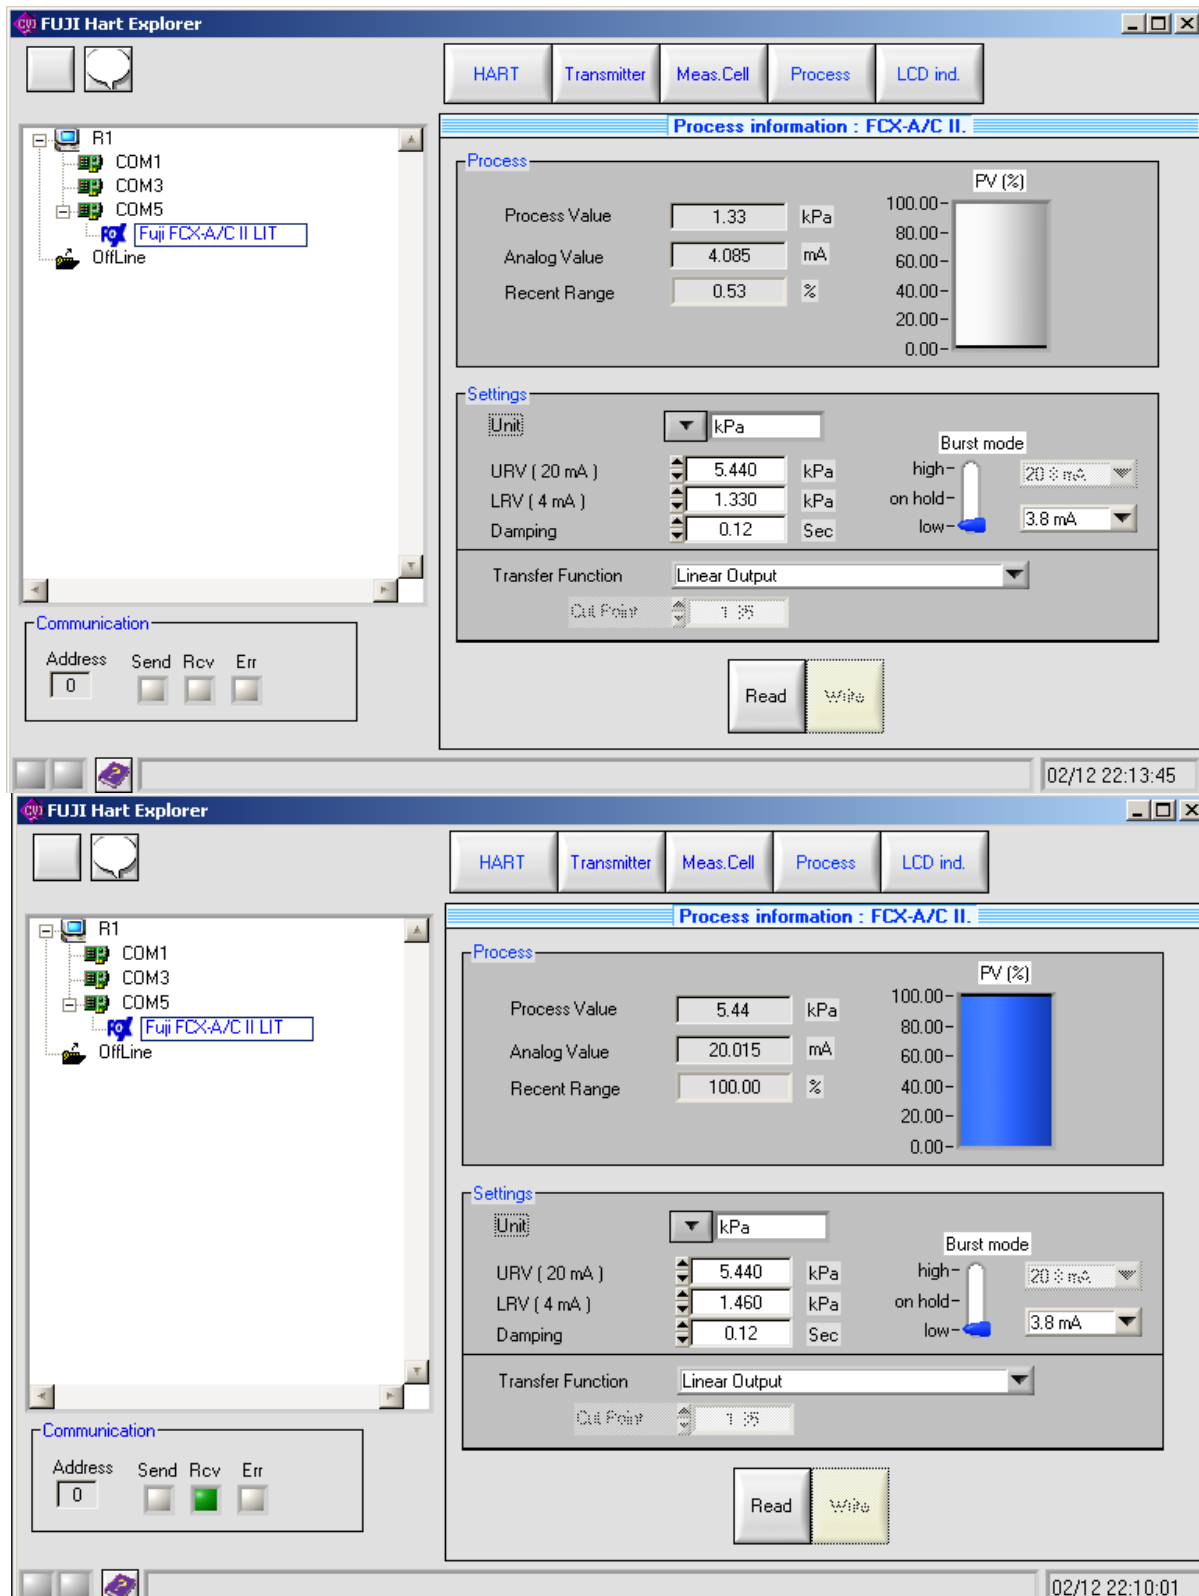 FUJI Hart Explorer
HART Transmitter Meas.Cell Process LCD ind.
Process information : FCX-A/C II.
R1
COM1
COM3
COM5
Fuji FCX-A/C II LIT
OffLine
Process
PV (%)
Process Value 1.33 kPa
Analog Value 4.085 mA
Recent Range 0.53 %
100.00
80.00
60.00
40.00
20.00
0.00
Settings
Unit kPa
URV ( 20 mA ) 5.440 kPa
LRV ( 4 mA ) 1.330 kPa
Damping 0.12 Sec
Burst mode
high
on hold
low
3.8 mA
Transfer Function Linear Output
Cut Point
Communication
Address Send Rcv Err
0
Read Write
02/12 22:13:45
FUJI Hart Explorer
HART Transmitter Meas.Cell Process LCD ind.
Process information : FCX-A/C II.
R1
COM1
COM3
COM5
Fuji FCX-A/C II LIT
OffLine
Process
PV (%)
Process Value 5.44 kPa
Analog Value 20.015 mA
Recent Range 100.00 %
100.00
80.00
60.00
40.00
20.00
0.00
Settings
Unit kPa
URV ( 20 mA ) 5.440 kPa
LRV ( 4 mA ) 1.460 kPa
Damping 0.12 Sec
Burst mode
high
on hold
low
3.8 mA
Transfer Function Linear Output
Cut Point
Communication
Address Send Rcv Err
0
Read Write
02/12 22:10:01